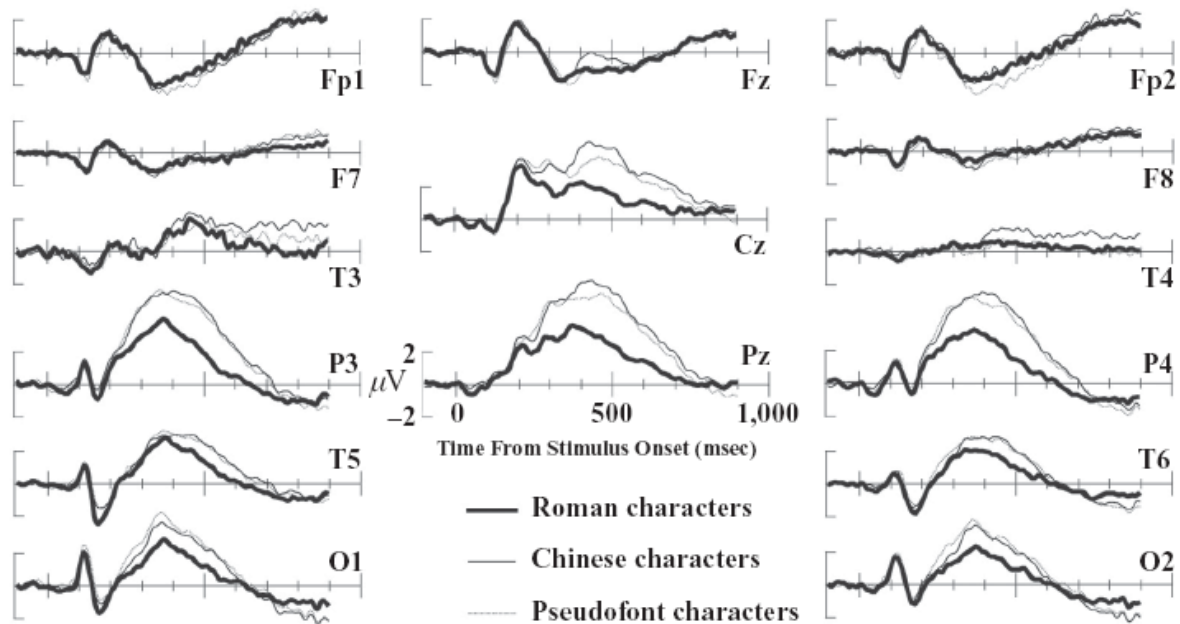 Fp1
Fz
Fp2
F7
F8
Cz
T3
T4
P3
2
Pz
P4
μV
−2
0
500
1,000
Time From Stimulus Onset (msec)
T5
T6
Roman characters
Chinese characters
O1
O2
Pseudofont characters